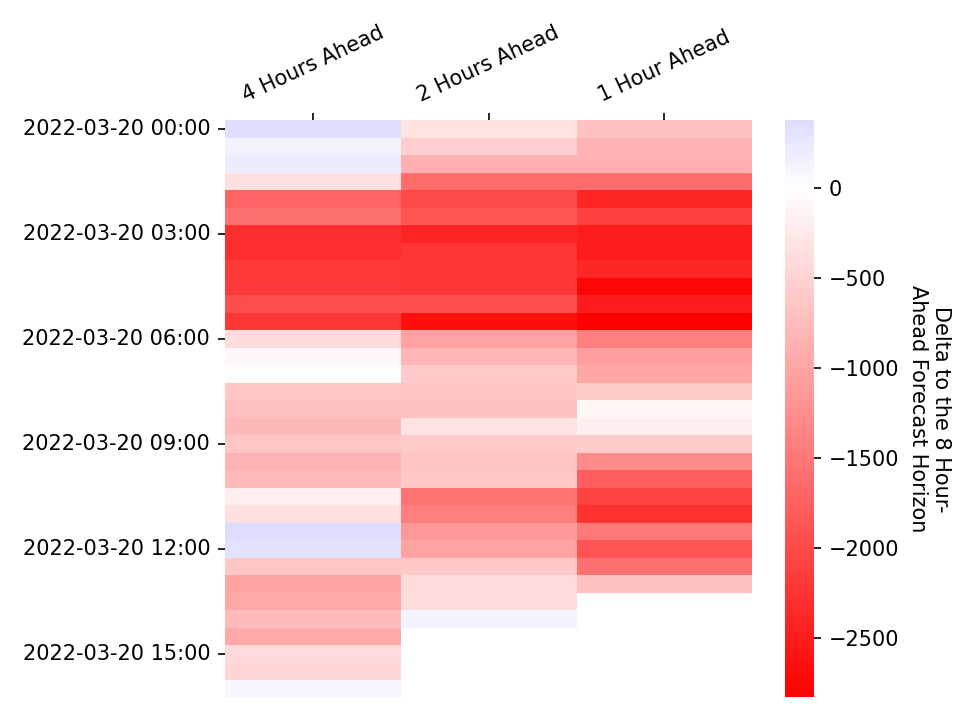 4 Hours Ahead
2 Hours Ahead
1 Hour Ahead
2022-03-20 00:00
2022-03-20 03:00
2022-03-20 06:00
2022-03-20 09:00
2022-03-20 12:00
2022-03-20 15:00
0
−500
−1000
−1500
−2000
−2500
Delta to the 8 Hour-
Ahead Forecast Horizon